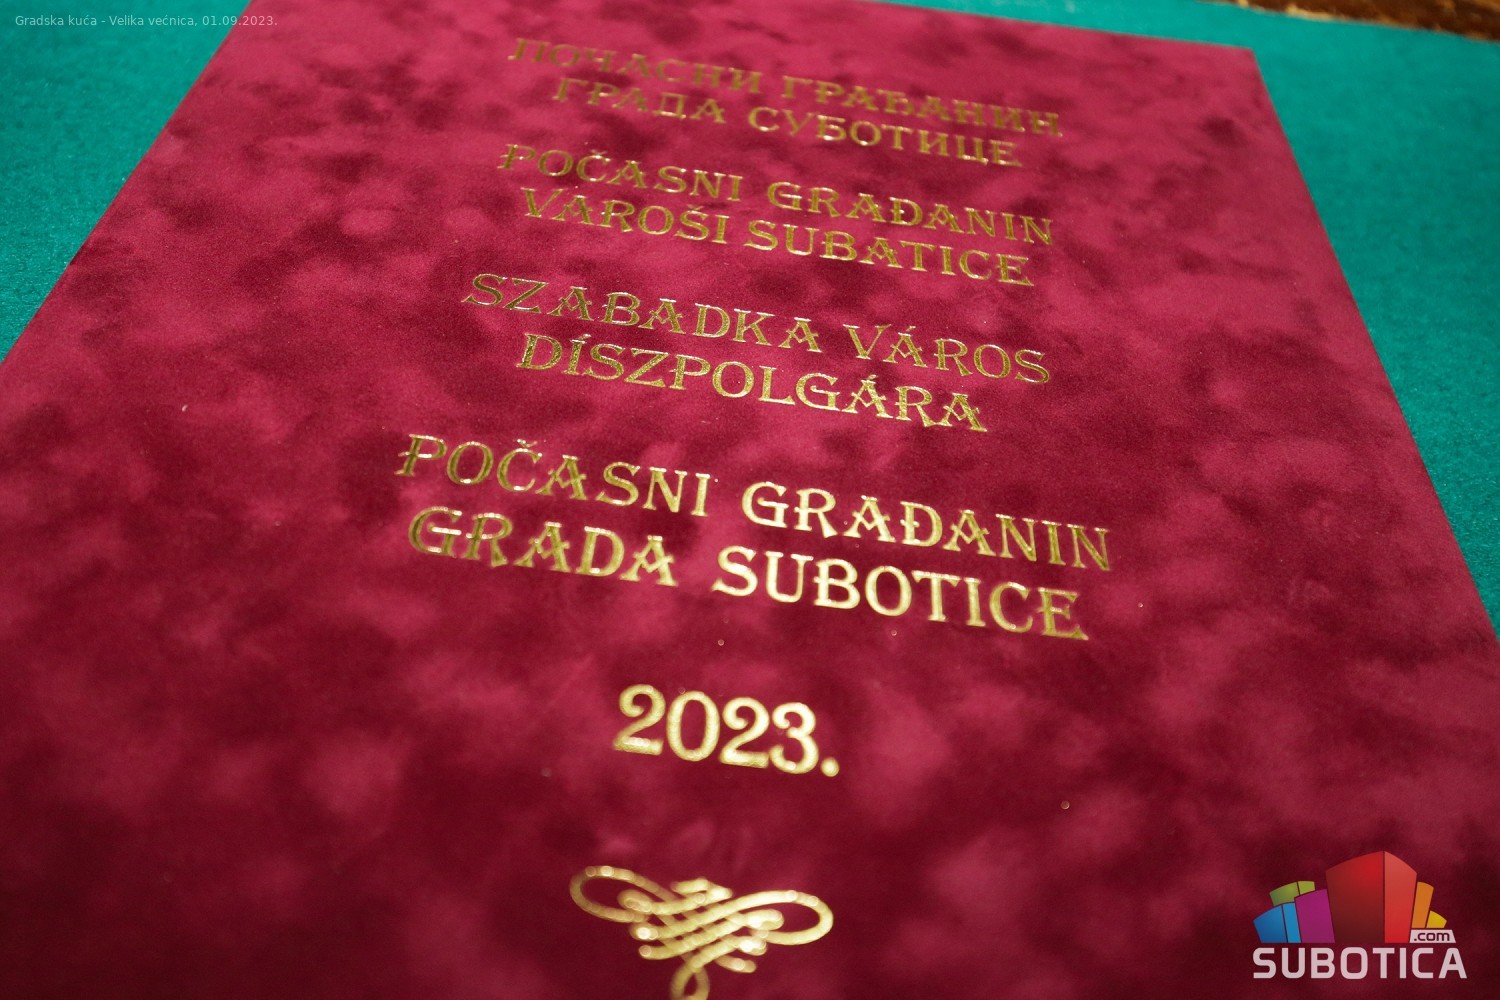 Gradska kuća - Velika većnica, 01.09.2023.
ПОЧАСНИ ГРАЂАНИН
ГРАДА СУБОТИЦЕ
POČASNI GRAĐANIN
VAROŠI SUBATICE
SZABADKA VÁROS
DÍSZPOLGÁRA
POČASNI GRAĐANIN
GRADA SUBOTICE
2023.
.com
SUBOTICA